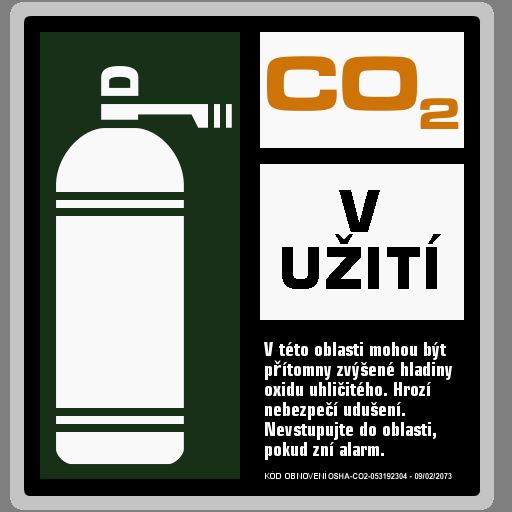 CO₂
V
UŽITÍ
V této oblasti mohou být
přítomny zvýšené hladiny
oxidu uhličitého. Hrozí
nebezpečí udušení.
Nevstupujte do oblasti,
pokud zní alarm.
KÓD OBNOVENÍ OSHA-CO2-053192304 - 09/02/2073